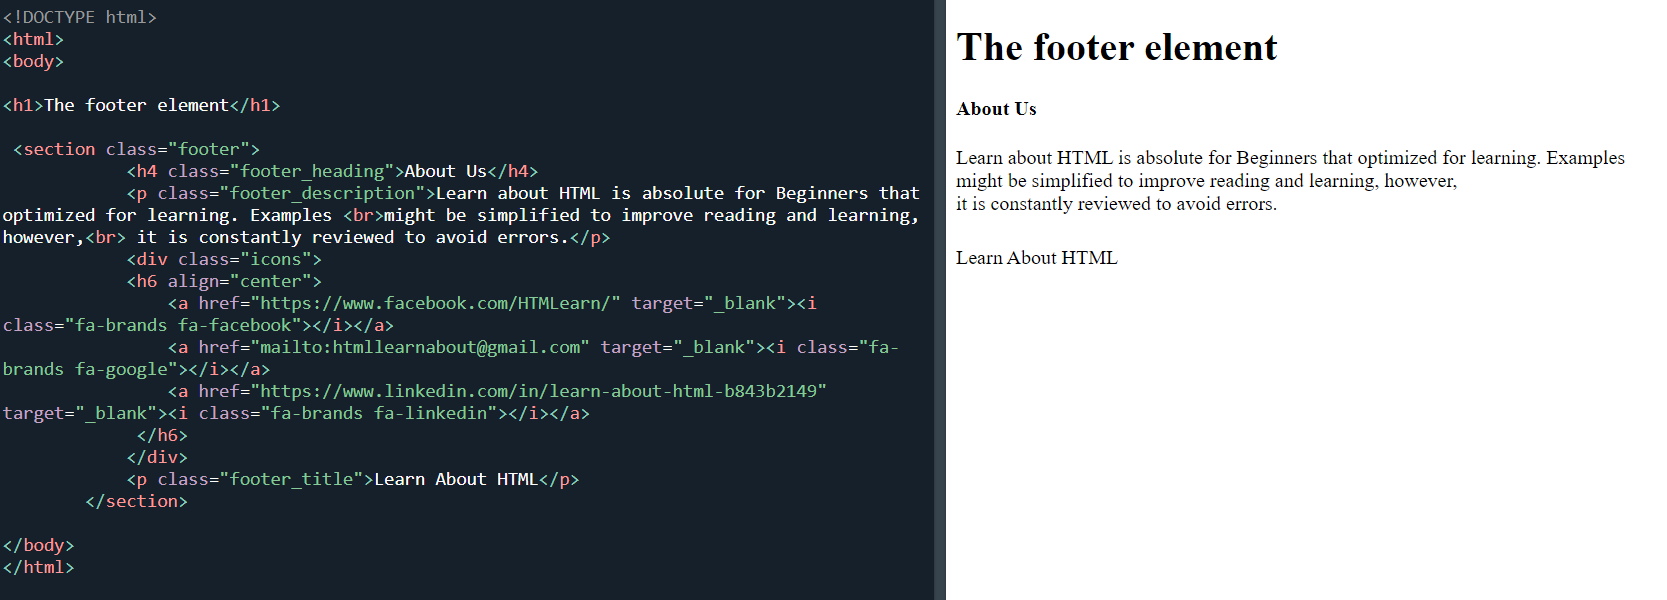 <!DOCTYPE html>
<html>
<body>
<h1>The footer element</h1>
<section class="footer">
<h4 class="footer_heading">About Us</h4>
<p class="footer_description">Learn about HTML is absolute for Beginners that
optimized for learning. Examples <br>might be simplified to improve reading and learning,
however,<br> it is constantly reviewed to avoid errors.</p>
<div class="icons">
<h6 align="center">
<a href="https://www.facebook.com/HTMLearn/" target="_blank"><i
class="fa-brands fa-facebook"></i></a>
<a href="mailto:htmllearnabout@gmail.com" target="_blank"><i class="fa-
brands fa-google"></i></a>
<a href="https://www.linkedin.com/in/learn-about-html-b843b2149"
target="_blank"><i class="fa-brands fa-linkedin"></i></a>
</h6>
</div>
<p class="footer_title">Learn About HTML</p>
</section>
</body>
</html>
The footer element
About Us
Learn about HTML is absolute for Beginners that optimized for learning. Examples
might be simplified to improve reading and learning, however,
it is constantly reviewed to avoid errors.
Learn About HTML